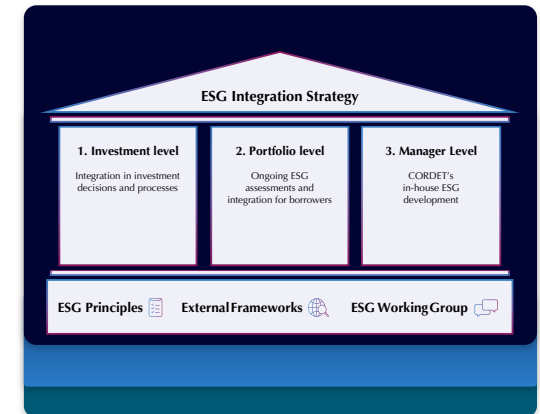 ESG Integration Strategy
1. Investment level
Integration in investment
decisions and processes
2. Portfolio level
Ongoing ESG
assessments and
integration for borrowers
3. Manager Level
CORDET's
in-house ESG
development
ESG Principles
External Frameworks
ESG Working Group